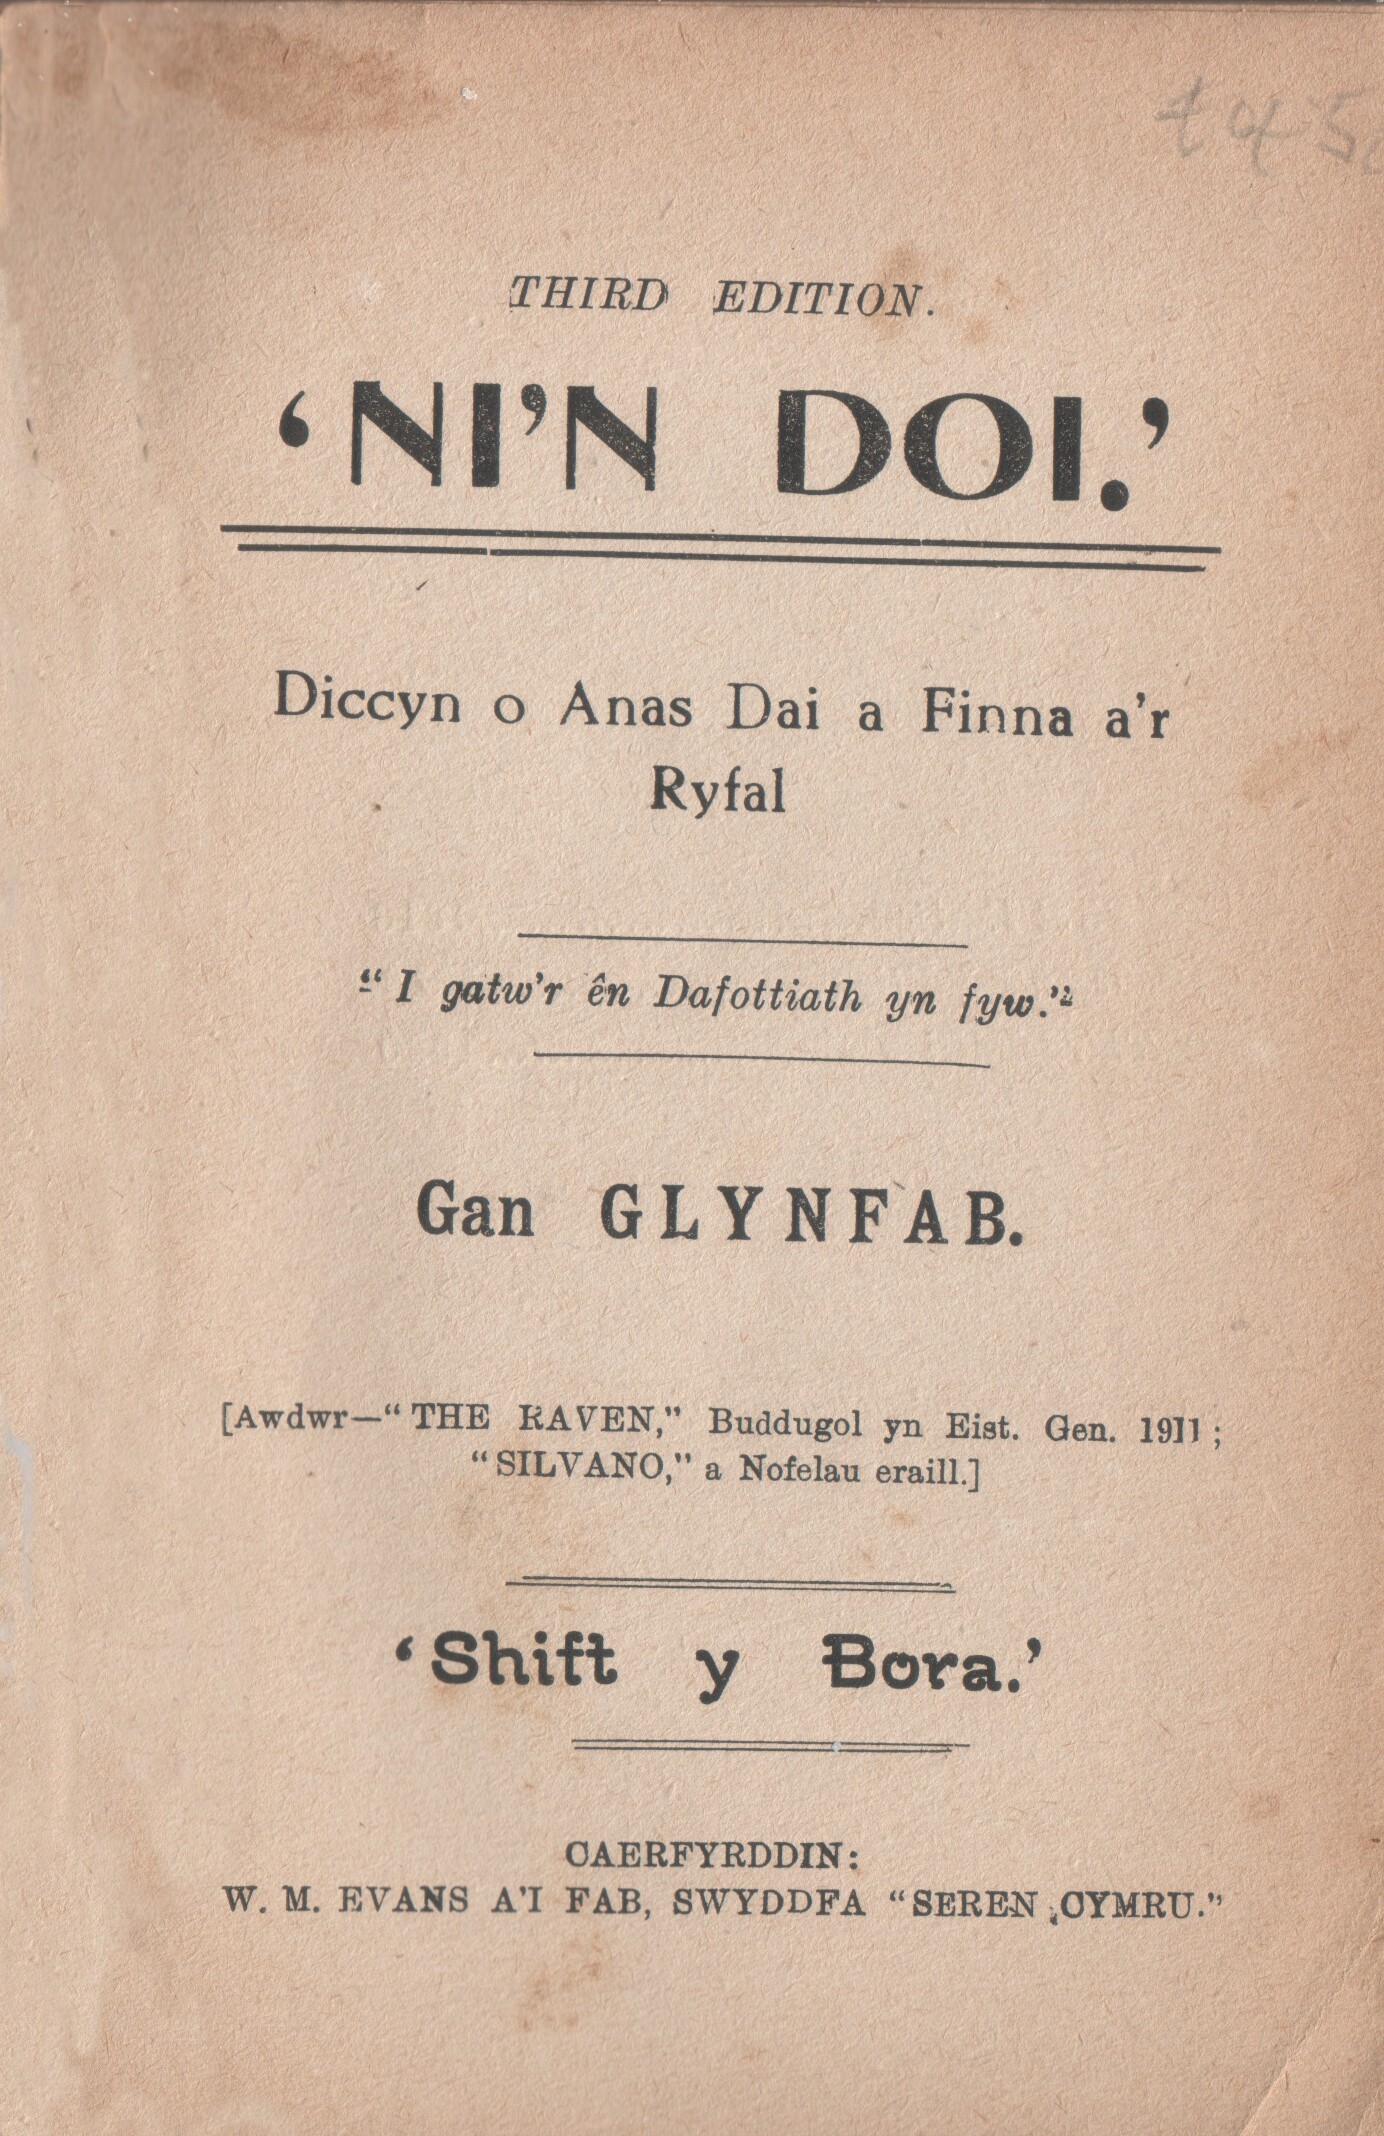 THIRD EDITION.
‘NI’N DOI.’
Diccyn o Anas Dai a Finna a’r
Ryfal
“I gatw’r ên Dafottiath yn fyw.”
Gan GLYNFAB.
[Awdwr—“THE RAVEN,” Buddugol yn Eist. Gen. 1911;
“SILVANO,” a Nofelau eraill.]
‘Shift y Bora.’
CAERFYRDDIN:
W. M. EVANS A’I FAB, SWYDDFA “SEREN CYMRU.”